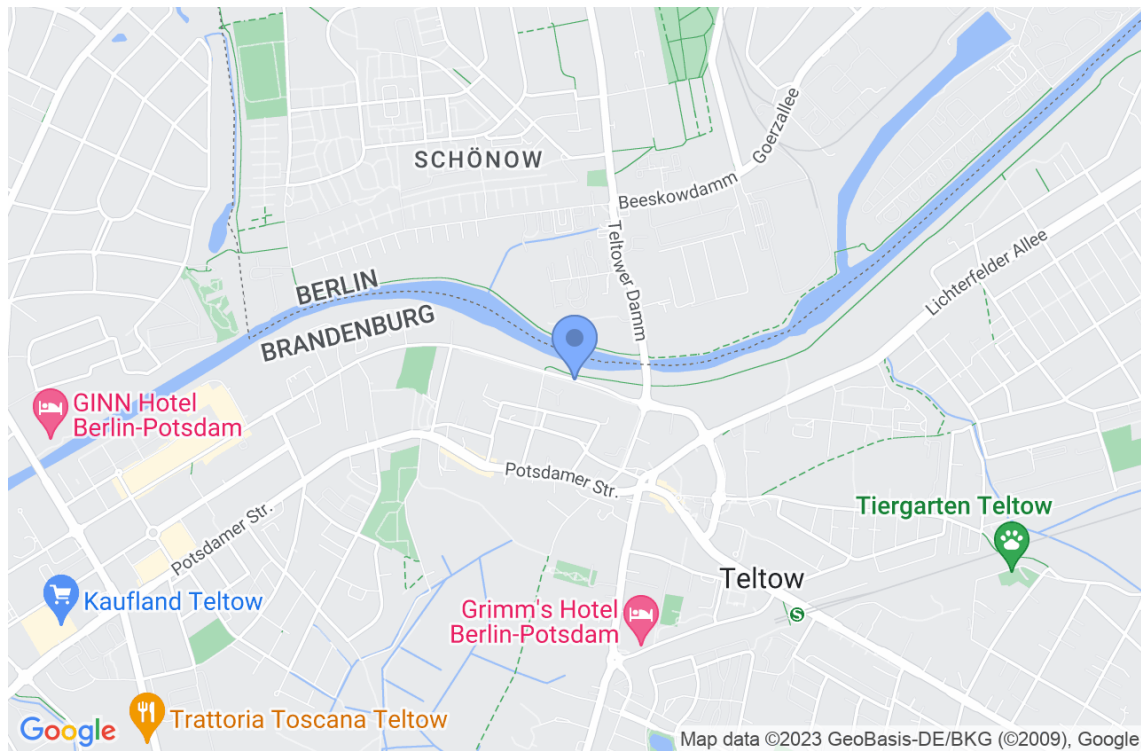 SCHÖNOW
Beeskowdamm
Goerzallee
Teltower Damm
Lichterfelder Allee
BERLIN
BRANDENBURG
GINN Hotel
Berlin-Potsdam
Potsdamer Str.
Potsdamer Str.
Tiergarten Teltow
Teltow
S
Kaufland Teltow
Grimm's Hotel
Berlin-Potsdam
Trattoria Toscana Teltow
Google
Map data ©2023 GeoBasis-DE/BKG (©2009), Google